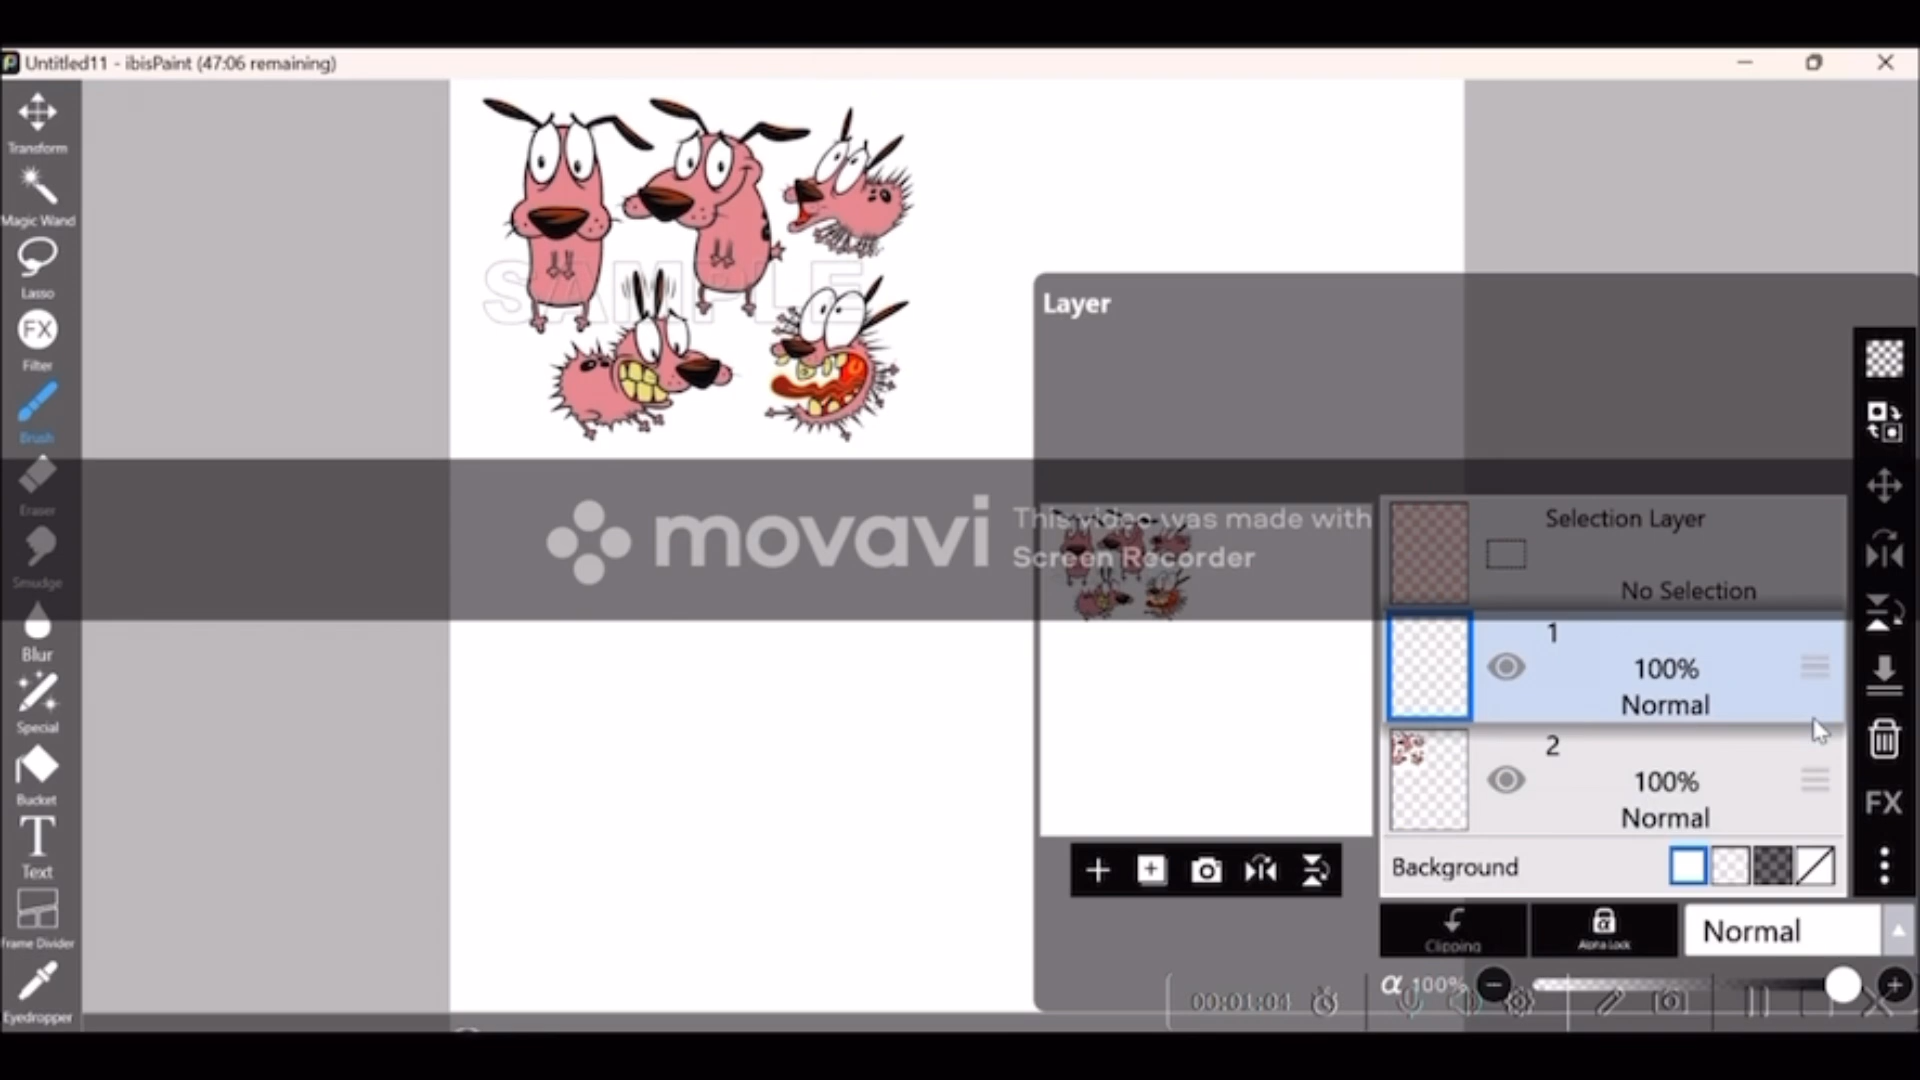 Untitled11 - ibisPaint (47:06 remaining)
Transform
Magic Wand
Lasso
FX
Filter
Brush
Eraser
Smudge
Blur
Special
Bucket
T
Text
Frame Divider
Eyedropper
SAMPLE
Layer
movavi
This video was made with
Screen Recorder
Selection Layer
No Selection
1
100%
Normal
2
100%
Normal
Background
FX
Clipping
Alpha Lock
Normal
α 100%
00:01:04